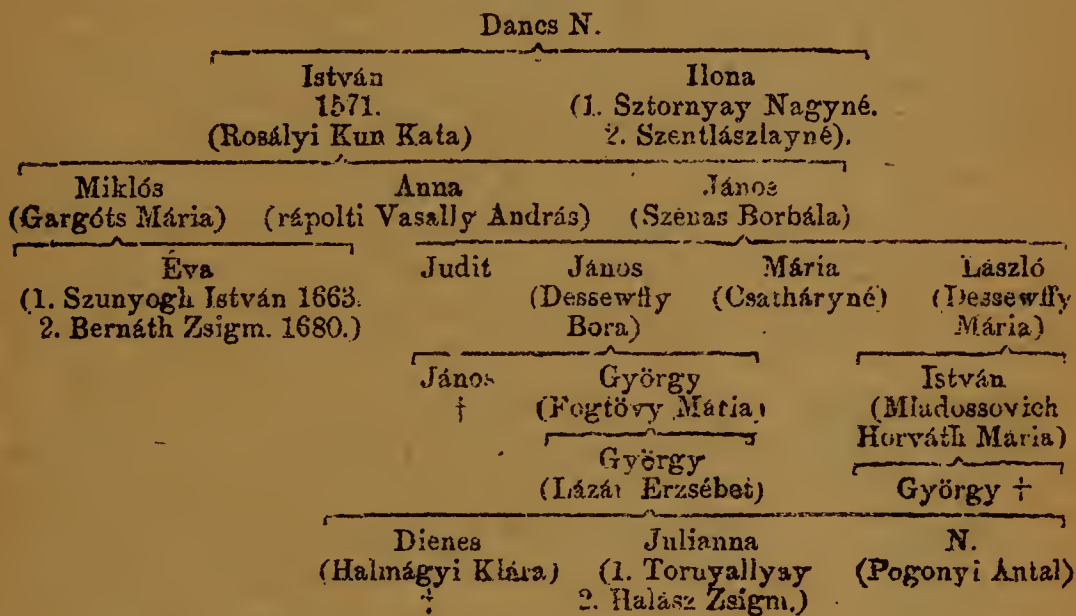 Dancs N.
István Ilona
1571. (1. Sztornyay Nagyné.
(Rosályi Kun Kata) 2. Szentlászlayné).
Miklós Anna János
(Gargóts Mária) (rápolti Vasally András) (Szénas Borbála)
Éva Judit János Mária László
(1. Szunyogh István 1663. (Dessewffy (Csatháryné) (Dessewffy
2. Bernáth Zsigm. 1680.) Bora) Mária)
János György István
† (Fogtövy Mária) (Mladossovich
Horváth Mária)
György György †
(Lázár Erzsébet)
Dienes Julianna N.
(Halmágyi Klára) (1. Tornyallyay (Pogonyi Antal)
† 2. Halász Zsigm.)